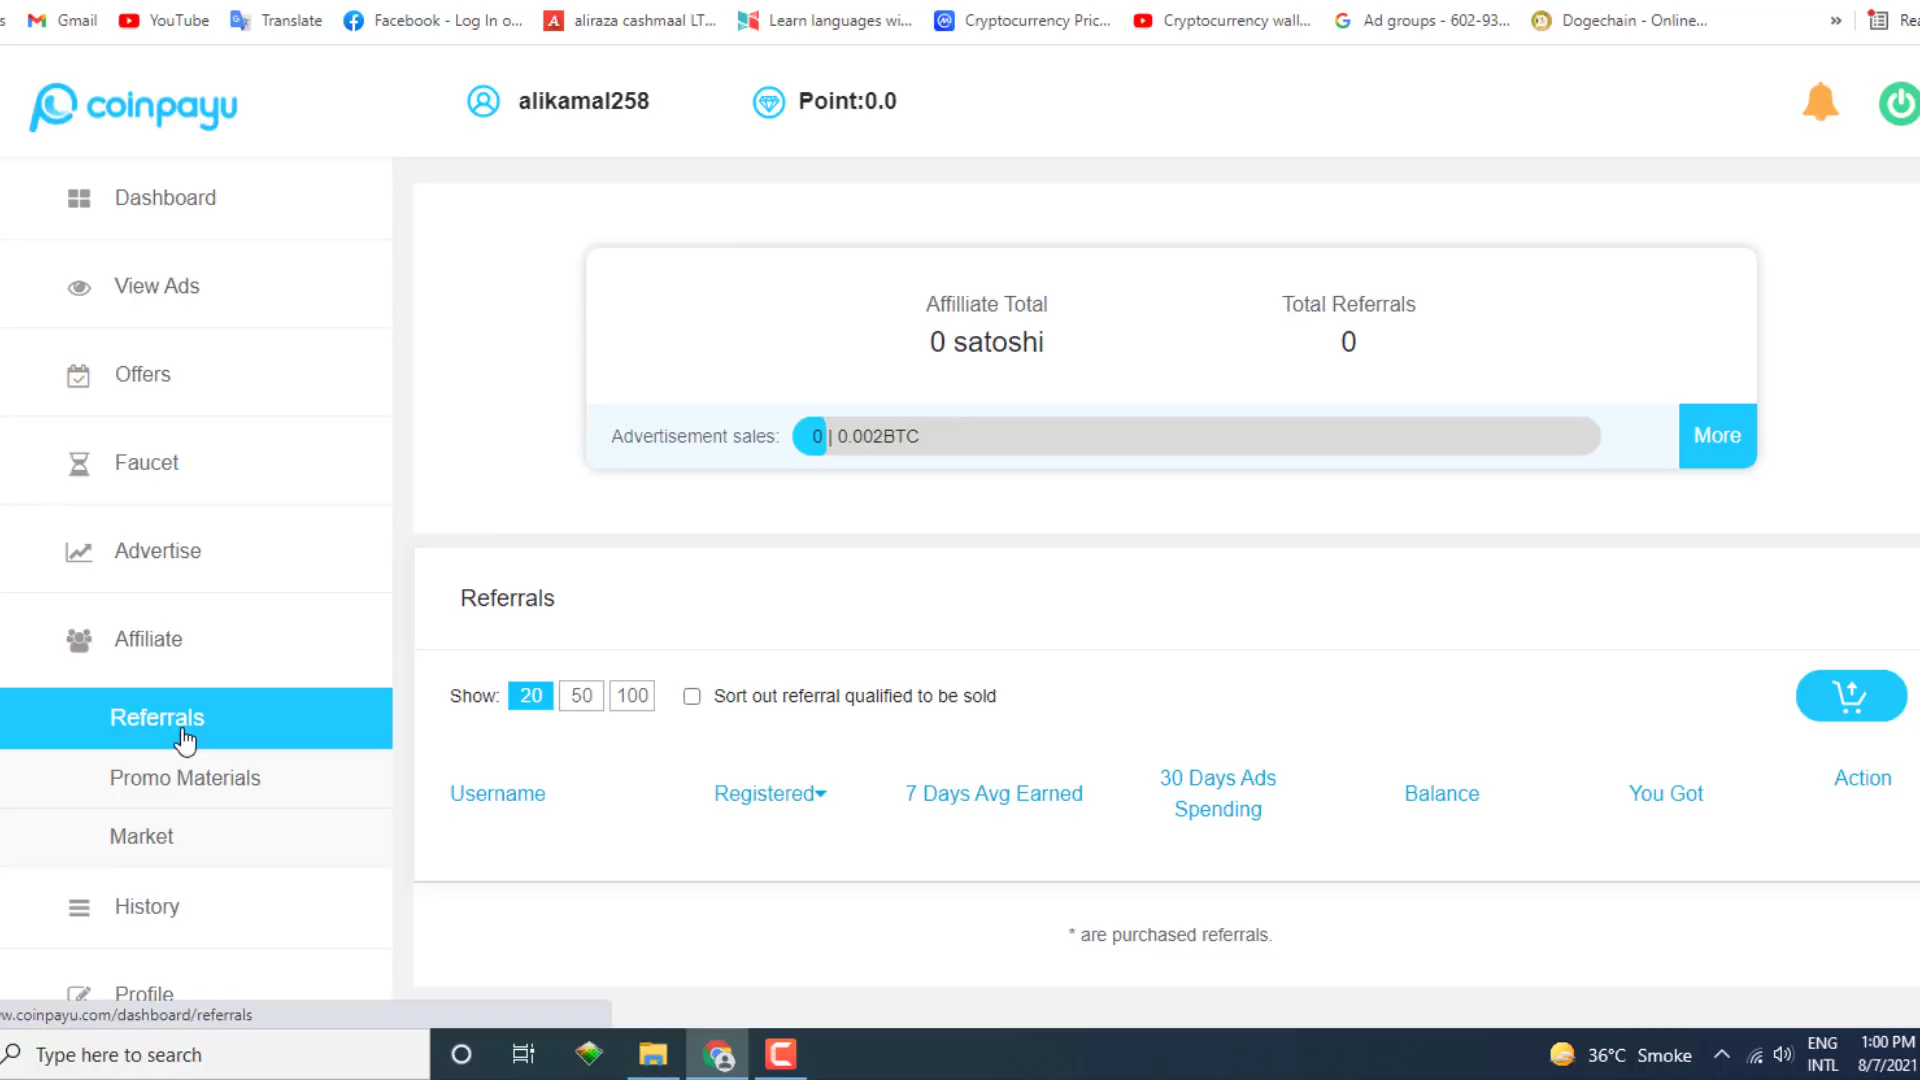 Gmail YouTube Translate Facebook - Log In o... aliraza cashmaal LT... Learn languages wi... Cryptocurrency Pric... Cryptocurrency wall... Ad groups - 602-93... Dogechain - Online... »
coinpayu alikamal258 Point:0.0
Dashboard
View Ads
Offers
Faucet
Advertise
Affiliate
Referrals
Promo Materials
Market
History
Profile
Affilliate Total Total Referrals
0 satoshi 0
Advertisement sales: 0 | 0.002BTC More
Referrals
Show: 20 50 100 Sort out referral qualified to be sold
Username Registered 7 Days Avg Earned 30 Days Ads Spending Balance You Got Action
* are purchased referrals.
w.coinpayu.com/dashboard/referrals
Type here to search 36°C Smoke ENG INTL 1:00 PM 8/7/2021